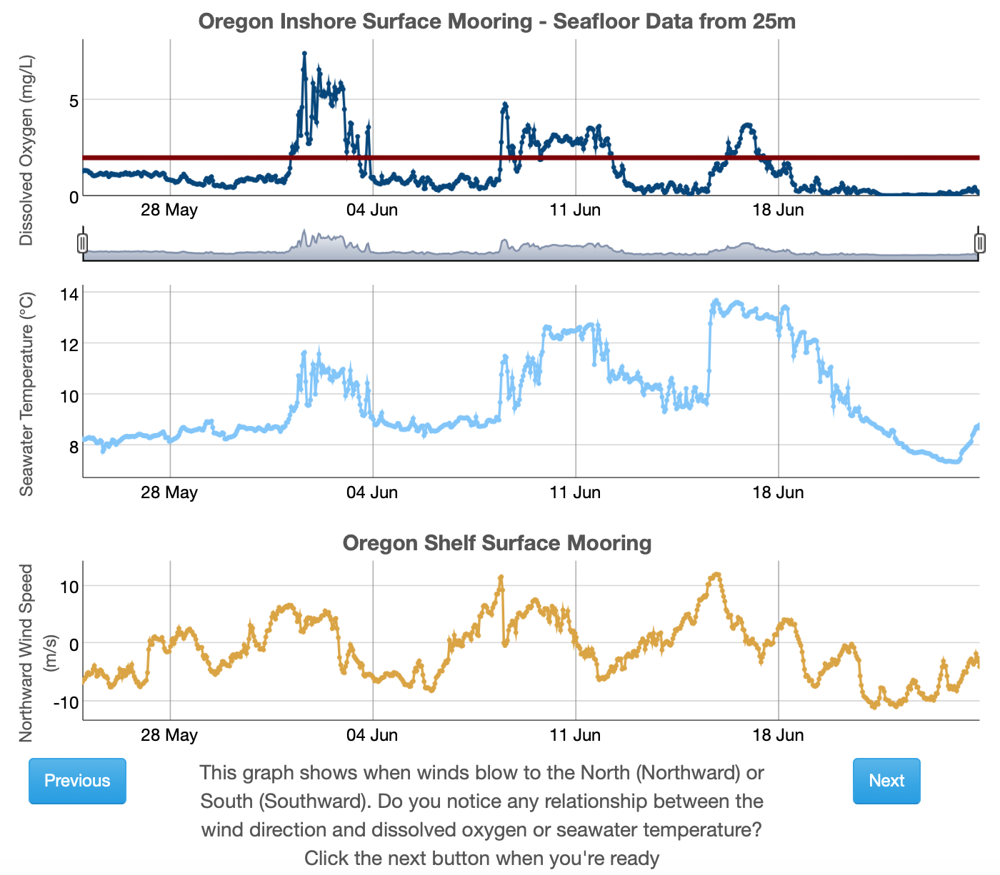 Oregon Inshore Surface Mooring - Seafloor Data from 25m
Dissolved Oxygen (mg/L)
5
0
28 May
04 Jun
11 Jun
18 Jun
Seawater Temperature (°C)
14
12
10
8
28 May
04 Jun
11 Jun
18 Jun
Oregon Shelf Surface Mooring
Northward Wind Speed
(m/s)
10
0
-10
28 May
04 Jun
11 Jun
18 Jun
Previous
This graph shows when winds blow to the North (Northward) or
South (Southward). Do you notice any relationship between the
wind direction and dissolved oxygen or seawater temperature?
Click the next button when you're ready
Next